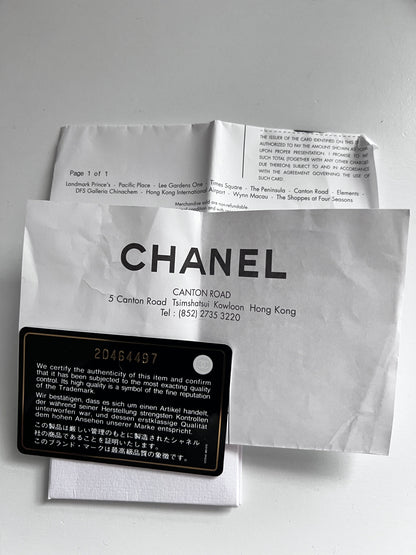 THE ISSUER OF THE CARD IDENTIFIED ON THIS
AUTHORIZED TO PAY THE AMOUNT SHOWN AS
UPON PROPER PRESENTATION. I PROMISE TO
SUCH TOTAL (TOGETHER WITH ANY OTHER CHARGES
DUE THEREON) SUBJECT TO AND IN ACCORDANCE
WITH THE AGREEMENT GOVERNING THE USE OF
SUCH CARD.
Page 1 of 1
Landmark Prince's - Pacific Place - Lee Gardens One - Times Square - The Peninsula - Canton Road - Elements -
DFS Galleria Chinachem - Hong Kong International Airport - Wynn Macau - The Shoppes at Four Seasons
Merchandise sold are non-refundable.
CHANEL
CANTON ROAD
5 Canton Road Tsimshatsui Kowloon Hong Kong
Tel : (852) 2735 3220
20464497
We certify the authenticity of this item and confirm
that it has been subjected to the most exacting quality
control. Its high quality is a symbol of the fine reputation
of the Trademark.
Wir bestätigen, dass es sich um einen Artikel handelt,
der während seiner Herstellung strengsten Kontrollen
unterworfen war, und dessen erstklassige Qualität
dem hohen Ansehen unserer Marke entspricht.
この製品は厳しい管理のもとに製造されたシャネル
社の商品であることを証明いたします。
このブランド・マークは最高級品質の象徴です。